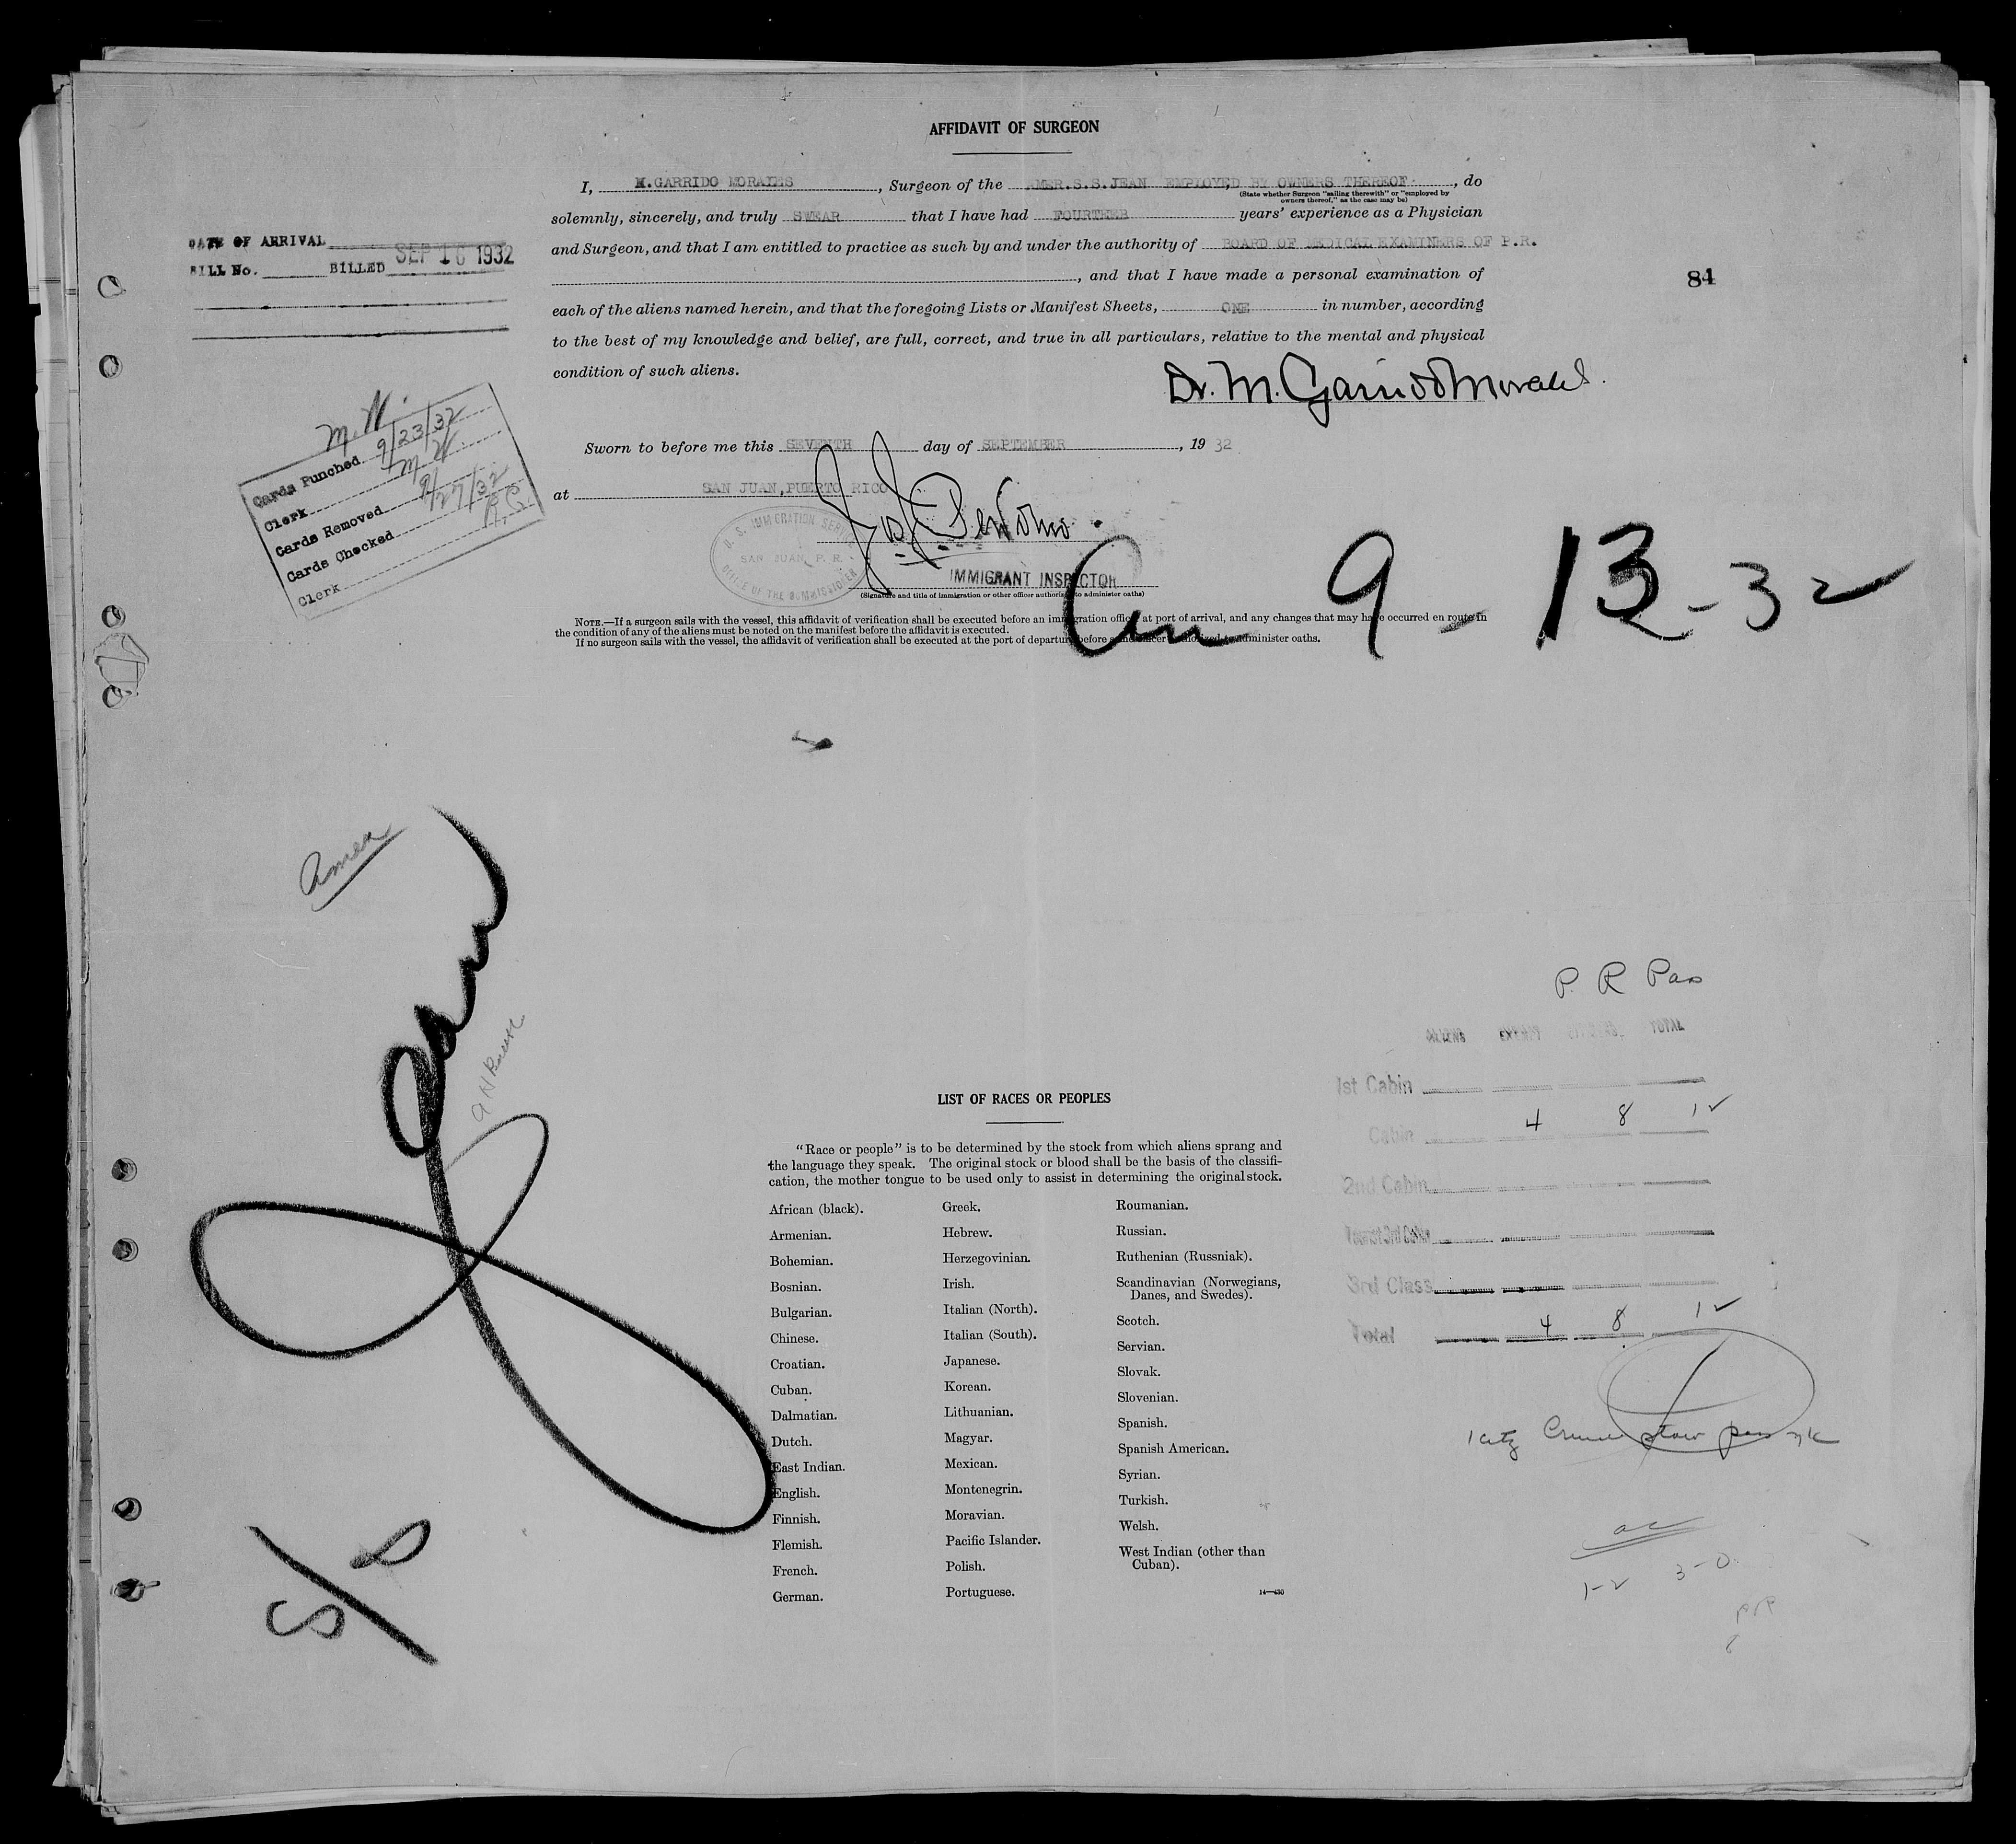 AFFIDAVIT OF SURGEON
I, M. GARRIDO MORALES, Surgeon of the AMER.S.S.JEAN EMPLOYED BY OWNERS THEREOF, do
(State whether Surgeon "sailing therewith" or "employed by
owners thereof," as the case may be)
solemnly, sincerely, and truly SWEAR that I have had FOURTEEN years' experience as a Physician
and Surgeon, and that I am entitled to practice as such by and under the authority of BOARD OF MEDICAL EXAMINERS OF P.R.
, and that I have made a personal examination of
each of the aliens named herein, and that the foregoing Lists or Manifest Sheets, ONE in number, according
to the best of my knowledge and belief, are full, correct, and true in all particulars, relative to the mental and physical
condition of such aliens.
Dr. M. Garrido Morales.
Sworn to before me this SEVENTH day of SEPTEMBER, 19 32
at SAN JUAN, PUERTO RICO
U. S. IMMIGRATION SERVICE
SAN JUAN, P. R.
OFFICE OF THE COMMISSIONER
IMMIGRANT INSPECTOR
(Signature and title of immigration or other officer authorized to administer oaths)
NOTE.—If a surgeon sails with the vessel, this affidavit of verification shall be executed before an immigration officer at port of arrival, and any changes that may have occurred en route in
the condition of any of the aliens must be noted on the manifest before the affidavit is executed.
If no surgeon sails with the vessel, the affidavit of verification shall be executed at the port of departure before some officer authorized to administer oaths.
DATE OF ARRIVAL
BILL No. BILLED SEP 16 1932
84
M.W.
Cards Punched 9/23/32
Clerk M W
Cards Removed 9/27/32
Cards Checked
Clerk
9-13-32
Amer
Jean
S/S
P. R Pas
ALIENS EXEMPT CITIZENS TOTAL
1st Cabin
Cabin 4 8 12
2nd Cabin
Tourist 3rd Cabin
3rd Class
Total 4 8 12
1-2 3-0
LIST OF RACES OR PEOPLES
"Race or people" is to be determined by the stock from which aliens sprang and
the language they speak. The original stock or blood shall be the basis of the classifi-
cation, the mother tongue to be used only to assist in determining the original stock.
African (black).
Armenian.
Bohemian.
Bosnian.
Bulgarian.
Chinese.
Croatian.
Cuban.
Dalmatian.
Dutch.
East Indian.
English.
Finnish.
Flemish.
French.
German.
Greek.
Hebrew.
Herzegovinian.
Irish.
Italian (North).
Italian (South).
Japanese.
Korean.
Lithuanian.
Magyar.
Mexican.
Montenegrin.
Moravian.
Pacific Islander.
Polish.
Portuguese.
Roumanian.
Russian.
Ruthenian (Russniak).
Scandinavian (Norwegians,
Danes, and Swedes).
Scotch.
Servian.
Slovak.
Slovenian.
Spanish.
Spanish American.
Syrian.
Turkish.
Welsh.
West Indian (other than
Cuban).